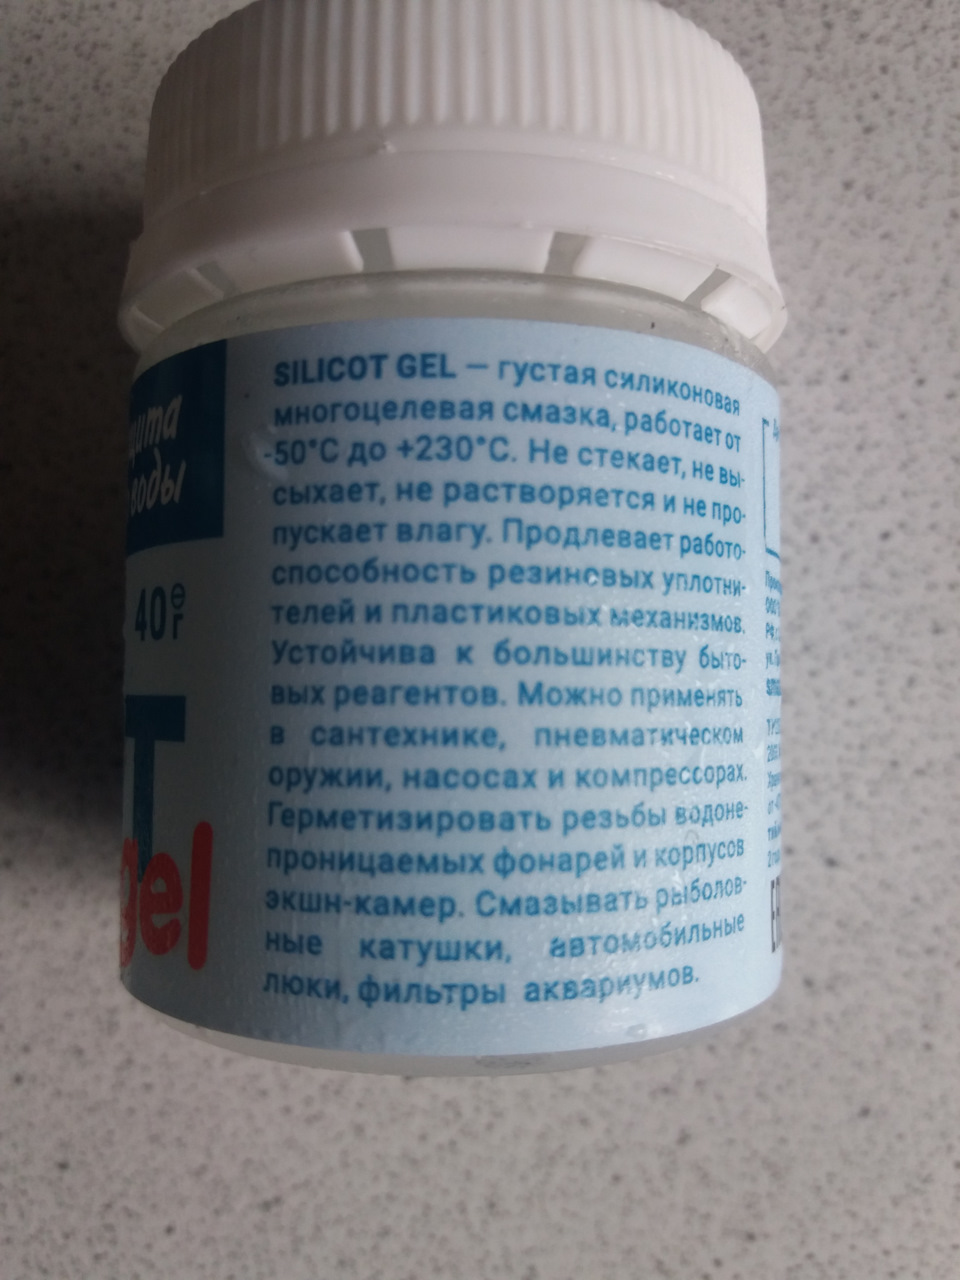 воды
40 г
T
gel
SILICOT GEL – густая силиконовая
многоцелевая смазка, работает от
-50°C до +230°C. Не стекает, не вы-
сыхает, не растворяется и не про-
пускает влагу. Продлевает работо-
способность резиновых уплотни-
телей и пластиковых механизмов.
Устойчива к большинству быто-
вых реагентов. Можно применять
в сантехнике, пневматическом
оружии, насосах и компрессорах.
Герметизировать резьбы водоне-
проницаемых фонарей и корпусов
экшн-камер. Смазывать рыболов-
ные катушки, автомобильные
люки, фильтры аквариумов.